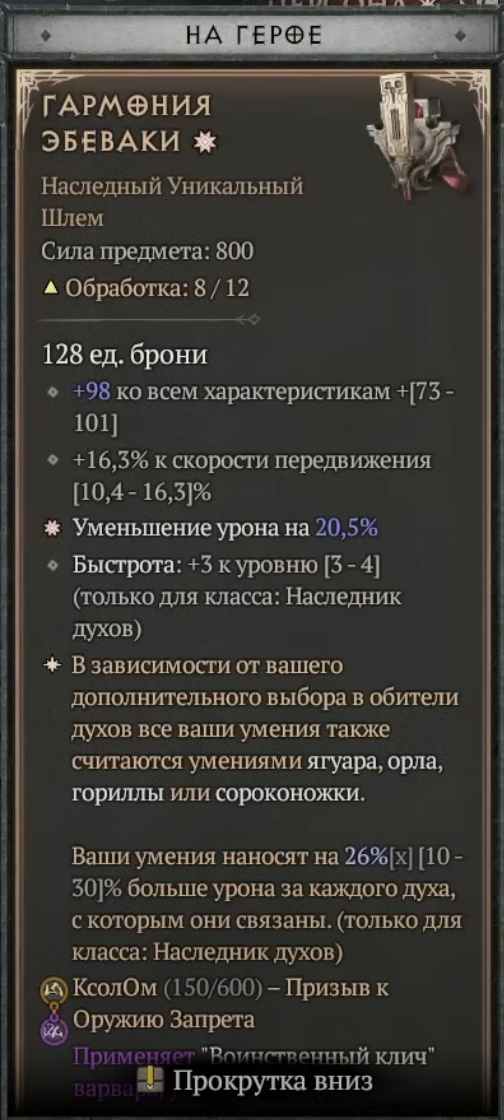 НА ГЕРОЕ
ГАРМОНИЯ
ЭБЕВАКИ
Наследный Уникальный
Шлем
Сила предмета: 800
Обработка: 8 / 12
128 ед. брони
+98 ко всем характеристикам +[73 -
101]
+16,3% к скорости передвижения
[10,4 - 16,3]%
Уменьшение урона на 20,5%
Быстрота: +3 к уровню [3 - 4]
(только для класса: Наследник
духов)
В зависимости от вашего
дополнительного выбора в обители
духов все ваши умения также
считаются умениями ягуара, орла,
гориллы или сороконожки.
Ваши умения наносят на 26%[x] [10 -
30]% больше урона за каждого духа,
с которым они связаны. (только для
класса: Наследник духов)
КсолОм (150/600) – Призыв к
Оружию Запрета
Применяет "Воинственный клич"
Прокрутка вниз